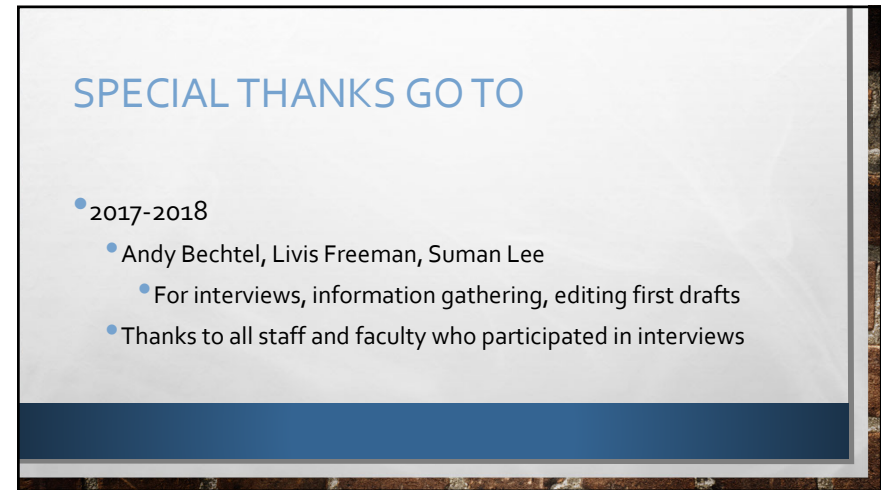 SPECIAL THANKS GO TO
•2017-2018
•Andy Bechtel, Livis Freeman, Suman Lee
•For interviews, information gathering, editing first drafts
•Thanks to all staff and faculty who participated in interviews